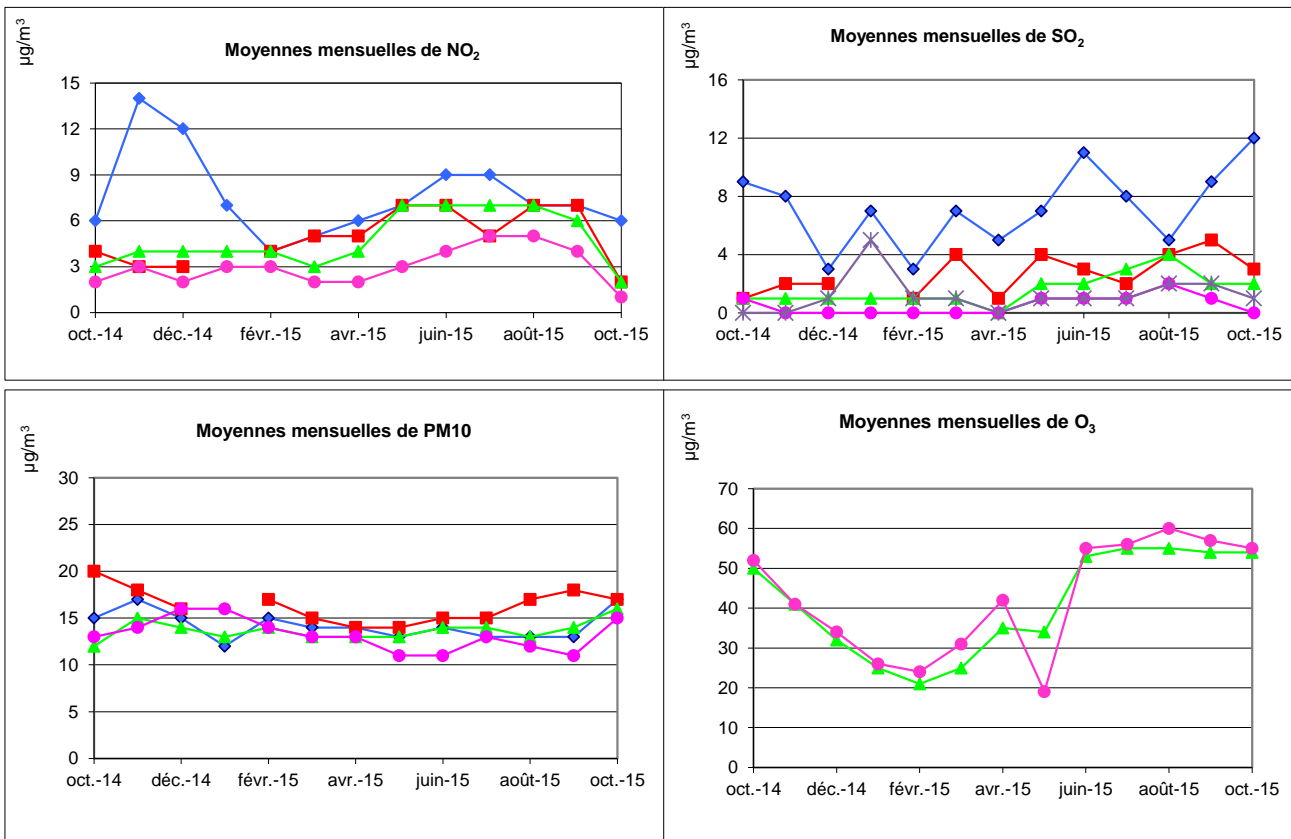 µg/m³
Moyennes mensuelles de NO₂
15
12
9
6
3
0
oct.-14 déc.-14 févr.-15 avr.-15 juin-15 août-15 oct.-15
µg/m³
Moyennes mensuelles de SO₂
16
12
8
4
0
oct.-14 déc.-14 févr.-15 avr.-15 juin-15 août-15 oct.-15
µg/m³
Moyennes mensuelles de PM10
30
25
20
15
10
5
0
oct.-14 déc.-14 févr.-15 avr.-15 juin-15 août-15 oct.-15
µg/m³
Moyennes mensuelles de O₃
70
60
50
40
30
20
10
0
oct.-14 déc.-14 févr.-15 avr.-15 juin-15 août-15 oct.-15